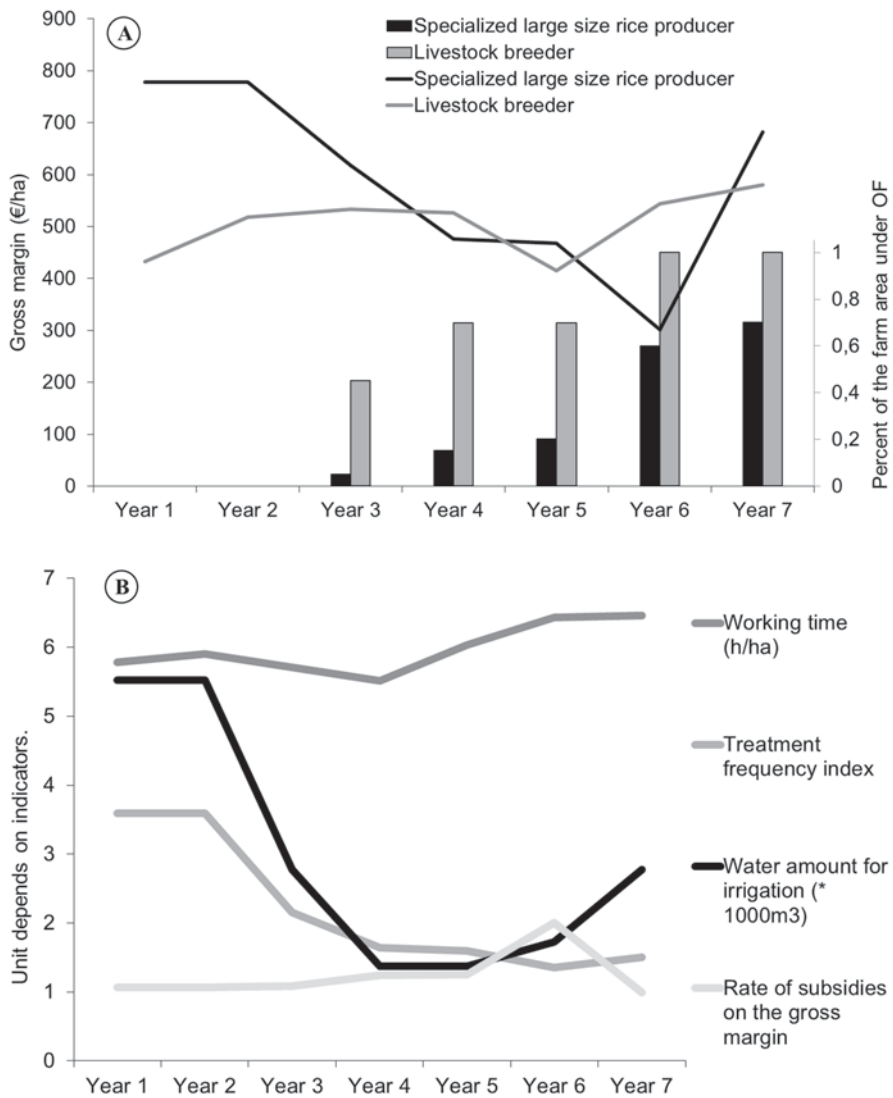 A
Specialized large size rice producer
Livestock breeder
Specialized large size rice producer
Livestock breeder
Gross margin (€/ha)
900
800
700
600
500
400
300
200
100
0
Percent of the farm area under OF
1
0,8
0,6
0,4
0,2
0
Year 1 Year 2 Year 3 Year 4 Year 5 Year 6 Year 7
B
Unit depends on indicators.
7
6
5
4
3
2
1
0
Working time
(h/ha)
Treatment
frequency index
Water amount for
irrigation (*
1000m3)
Rate of subsidies
on the gross
margin
Year 1 Year 2 Year 3 Year 4 Year 5 Year 6 Year 7